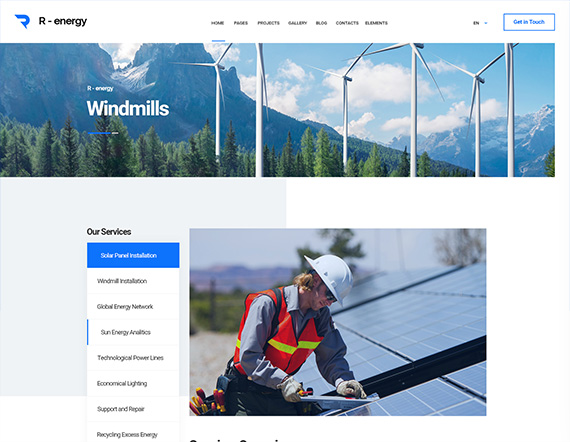 R - energy
HOME PAGES PROJECTS GALLERY BLOG CONTACTS ELEMENTS
EN
Get in Touch
R - energy
Windmills
Our Services
Solar Panel Installation
Windmill Installation
Global Energy Network
Sun Energy Analitics
Technological Power Lines
Economical Lighting
Support and Repair
Recycling Excess Energy